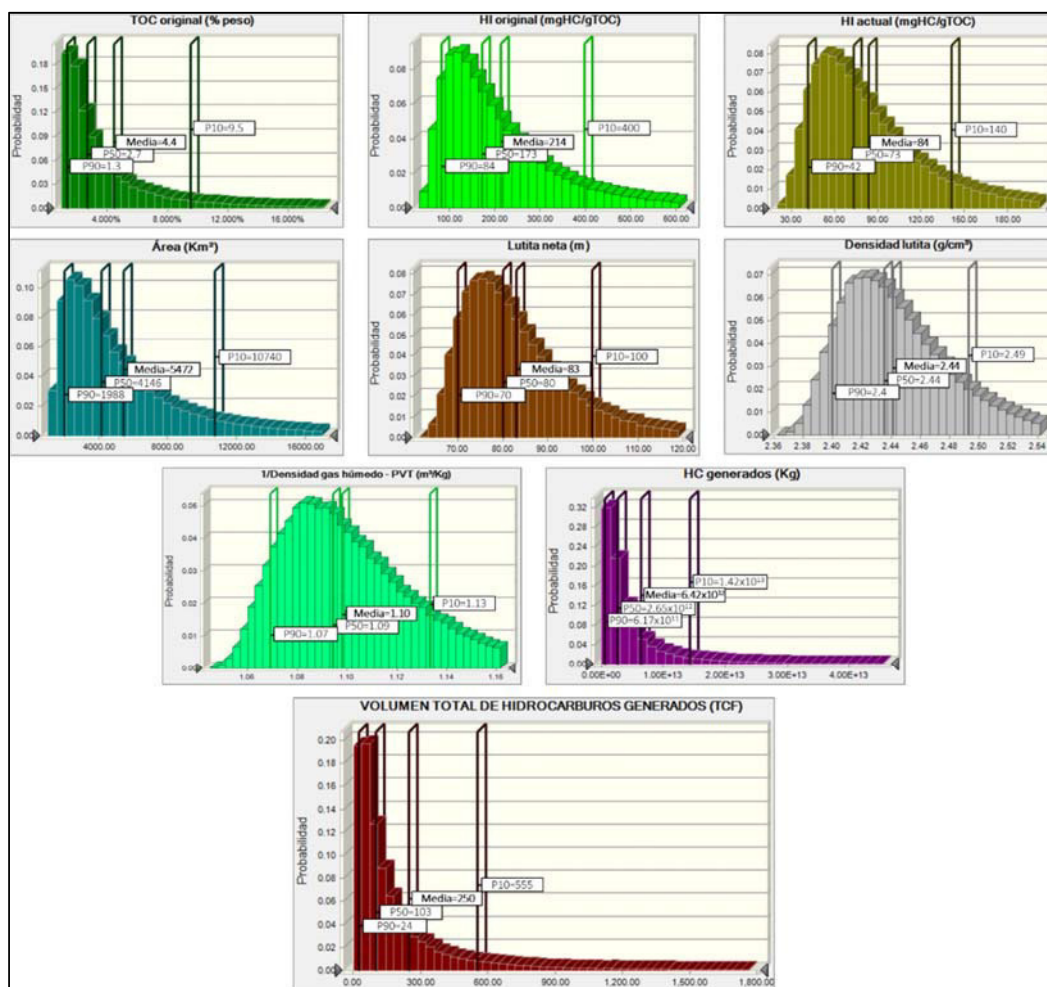 TOC original (% peso)
Probabilidad
0.18
0.15
0.12
0.09
0.06
0.03
0.00
P10=9.5
Media=4.4
P50=2.7
P90=1.3
4.000% 8.000% 12.000% 16.000%
HI original (mgHC/gTOC)
Probabilidad
0.08
0.06
0.04
0.02
0.00
P10=400
Media=214
P50=173
P90=84
100.00 200.00 300.00 400.00 500.00 600.00
HI actual (mgHC/gTOC)
Probabilidad
0.08
0.07
0.06
0.05
0.04
0.03
0.02
0.01
0.00
P10=140
Media=84
P50=73
P90=42
30.00 60.00 90.00 120.00 150.00 180.00
Área (Km²)
Probabilidad
0.10
0.08
0.06
0.04
0.02
0.00
P10=10740
Media=5472
P50=4146
P90=1988
4000.00 8000.00 12000.00 16000.00
Lutita neta (m)
Probabilidad
0.08
0.07
0.06
0.05
0.04
0.03
0.02
0.01
0.00
P10=100
Media=83
P50=80
P90=70
70.00 80.00 90.00 100.00 110.00 120.00
Densidad lutita (g/cm³)
Probabilidad
0.07
0.06
0.05
0.04
0.03
0.02
0.01
0.00
P10=2.49
Media=2.44
P50=2.44
P90=2.4
2.36 2.38 2.40 2.42 2.44 2.46 2.48 2.50 2.52 2.54
1/Densidad gas húmedo - PVT (m³/Kg)
Probabilidad
0.05
0.03
0.02
0.01
0.00
P10=1.13
Media=1.10
P50=1.09
P90=1.07
1.06 1.08 1.10 1.12 1.14 1.16
HC generados (Kg)
Probabilidad
0.32
0.28
0.24
0.20
0.16
0.12
0.08
0.04
0.00
P10=1.42x10¹³
Media=6.42x10¹²
P50=2.65x10¹²
P90=6.17x10¹¹
0.00E+00 1.00E+13 2.00E+13 3.00E+13 4.00E+13
VOLUMEN TOTAL DE HIDROCARBUROS GENERADOS (TCF)
Probabilidad
0.20
0.18
0.16
0.14
0.12
0.10
0.08
0.06
0.04
0.02
0.00
P10=555
Media=250
P50=103
P90=24
0.00 300.00 600.00 900.00 1,200.00 1,500.00 1,800.00